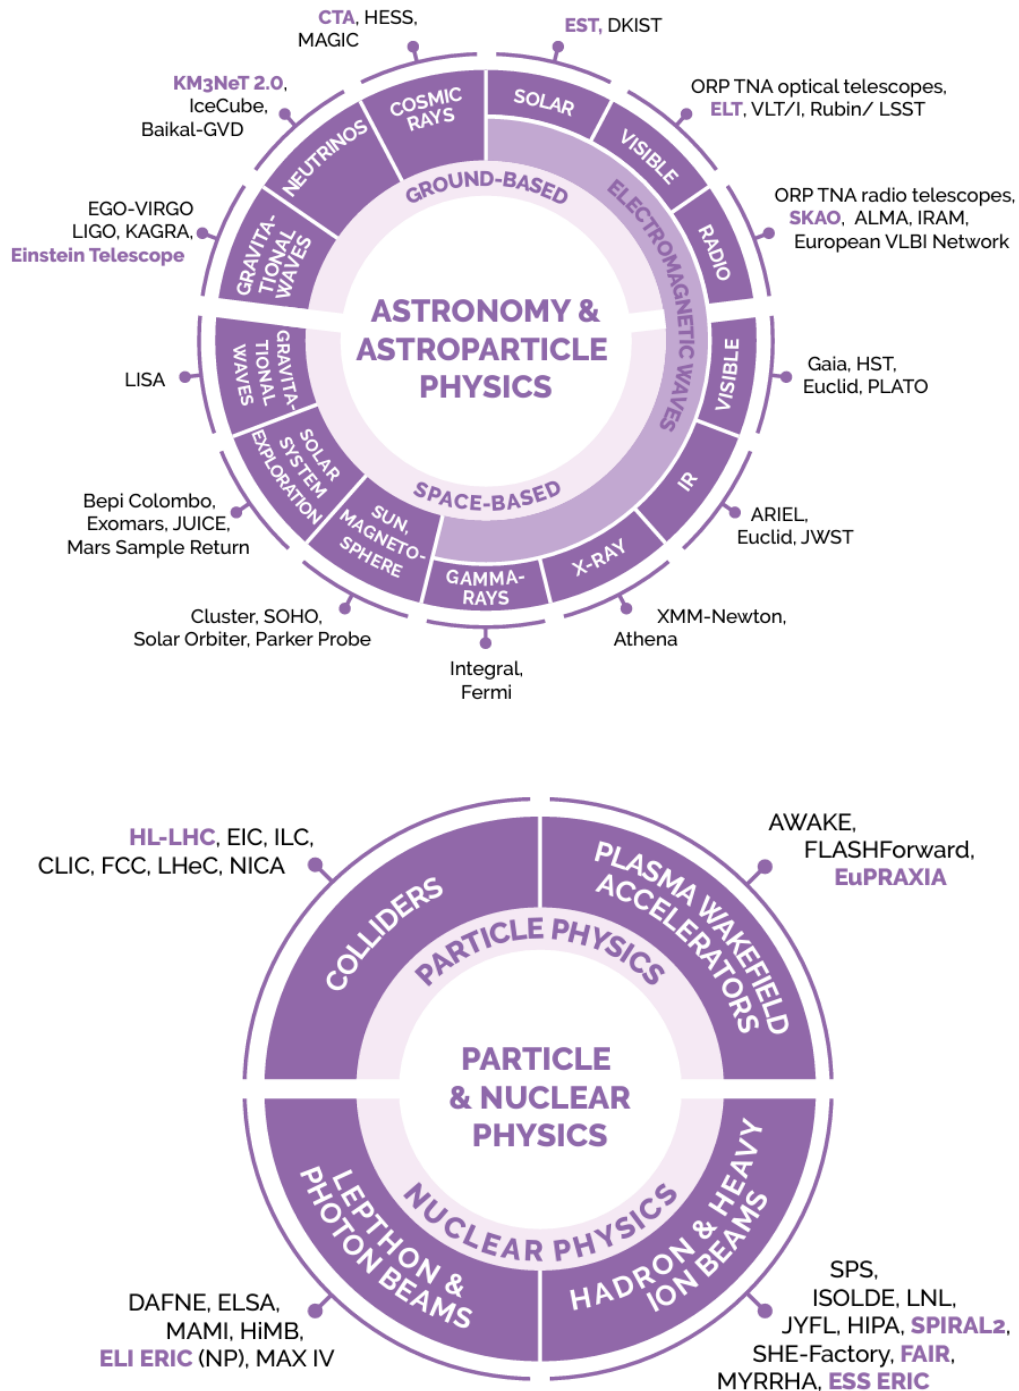 CTA, HESS,
MAGIC
EST, DKIST
KM3NeT 2.0,
IceCube,
Baikal-GVD
ORP TNA optical telescopes,
ELT, VLT/I, Rubin/ LSST
EGO-VIRGO
LIGO, KAGRA,
Einstein Telescope
ORP TNA radio telescopes,
SKAO, ALMA, IRAM,
European VLBI Network
COSMIC
RAYS
SOLAR
NEUTRINOS
VISIBLE
GRAVITA-
TIONAL
WAVES
RADIO
GROUND-BASED
ELECTROMAGNETIC WAVES
ASTRONOMY &
ASTROPARTICLE
PHYSICS
GRAVITA-
TIONAL
WAVES
VISIBLE
LISA
Gaia, HST,
Euclid, PLATO
SPACE-BASED
SOLAR
SYSTEM
EXPLORATION
IR
SUN,
MAGNETO-
SPHERE
X-RAY
GAMMA-
RAYS
Bepi Colombo,
Exomars, JUICE,
Mars Sample Return
ARIEL,
Euclid, JWST
Cluster, SOHO,
Solar Orbiter, Parker Probe
XMM-Newton,
Athena
Integral,
Fermi
HL-LHC, EIC, ILC,
CLIC, FCC, LHeC, NICA
AWAKE,
FLASHForward,
EuPRAXIA
COLLIDERS
PLASMA WAKEFIELD
ACCELERATORS
PARTICLE PHYSICS
PARTICLE
& NUCLEAR
PHYSICS
NUCLEAR PHYSICS
LEPTHON &
PHOTON BEAMS
HADRON & HEAVY
ION BEAMS
DAFNE, ELSA,
MAMI, HiMB,
ELI ERIC (NP), MAX IV
SPS,
ISOLDE, LNL,
JYFL, HIPA, SPIRAL2,
SHE-Factory, FAIR,
MYRRHA, ESS ERIC